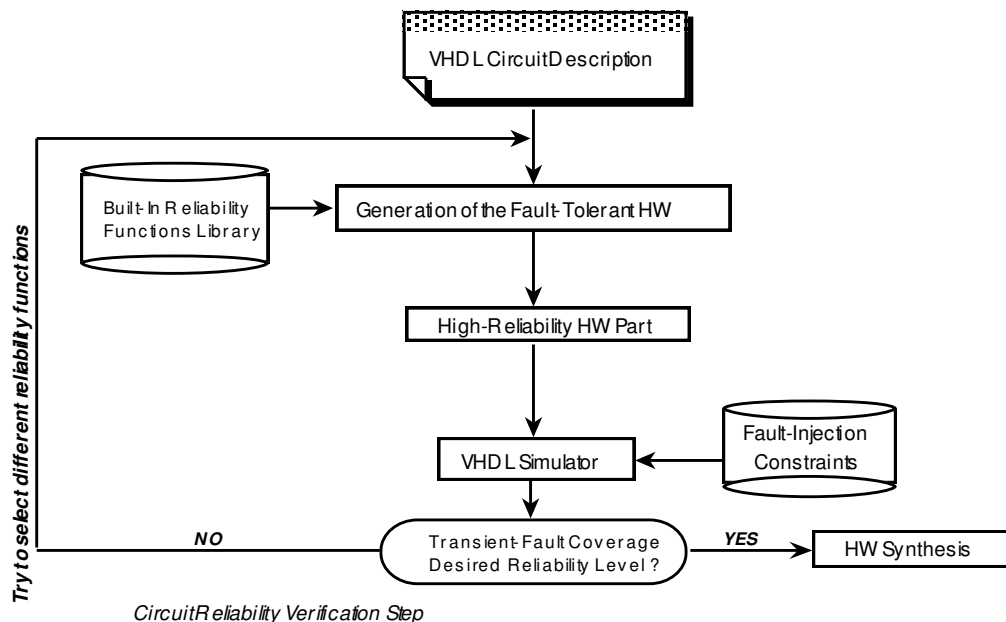 VHDL Circuit Description
Built-In Reliability
Functions Library
Generation of the Fault-Tolerant HW
High-Reliability HW Part
Fault-Injection
Constraints
VHDL Simulator
Transient-Fault Coverage
Desired Reliability Level ?
NO
YES
HW Synthesis
Try to select different reliability functions
Circuit Reliability Verification Step